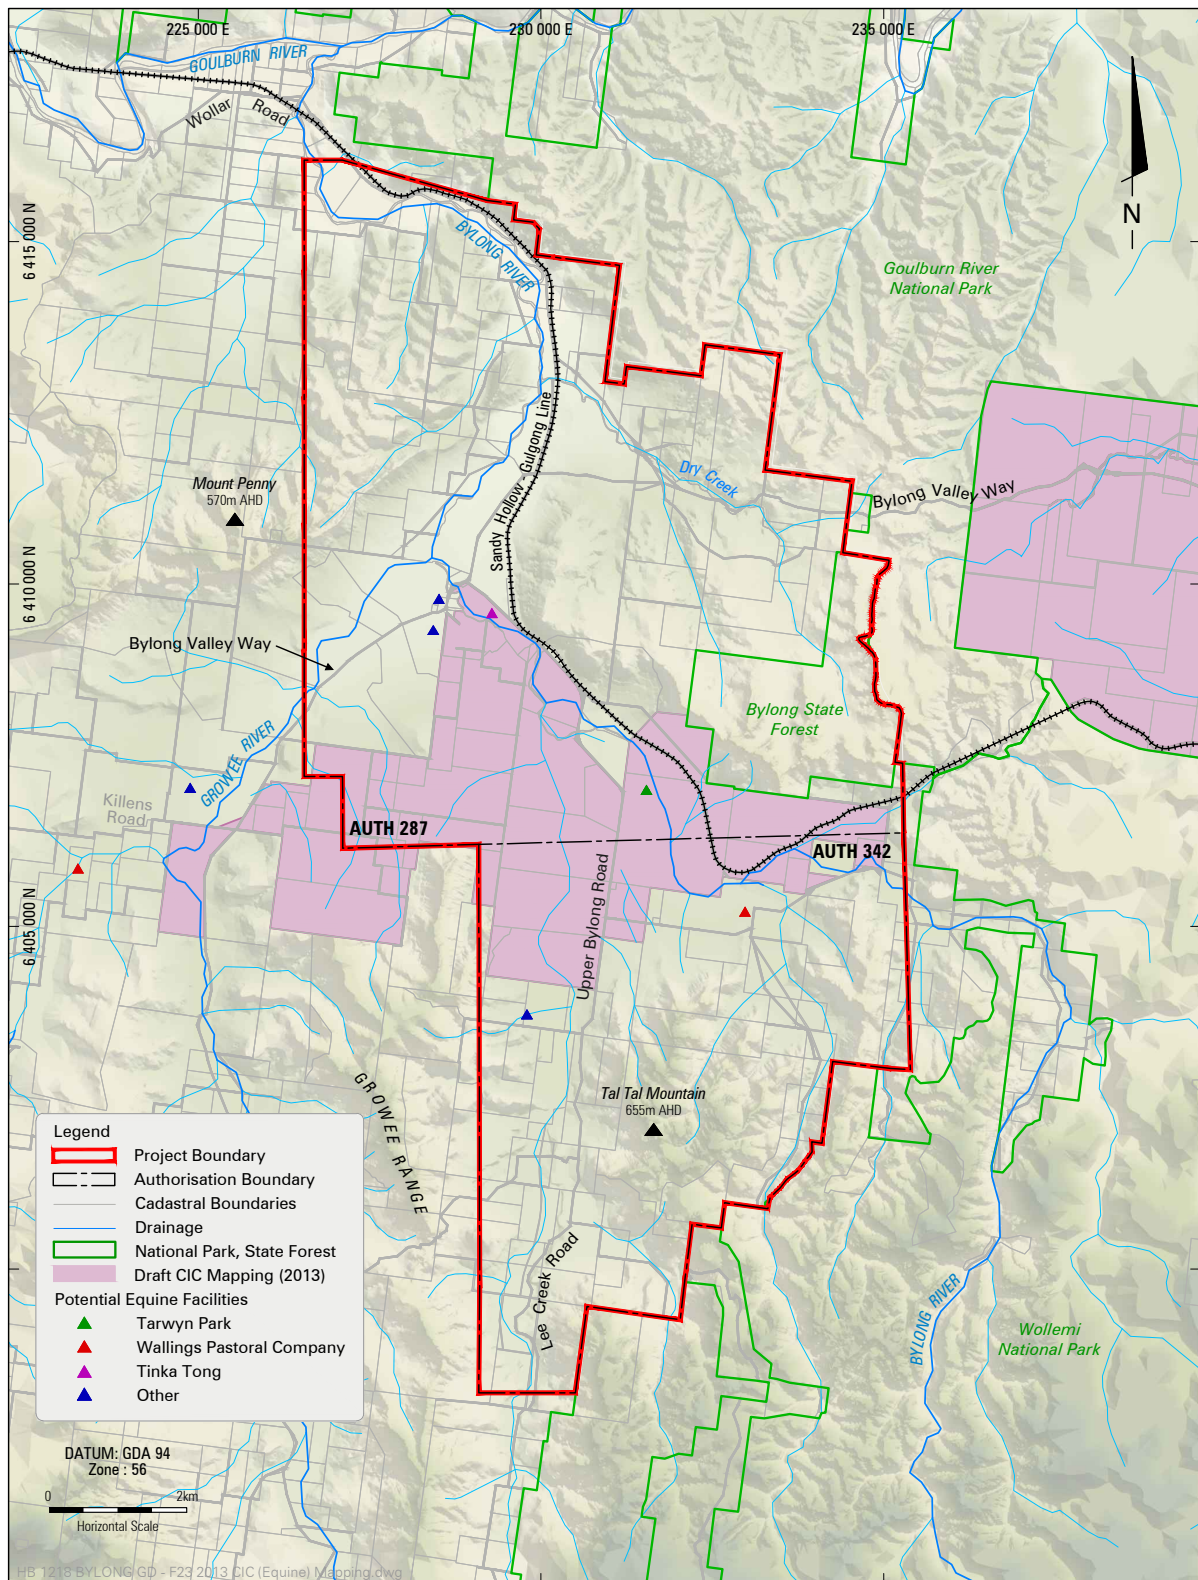 225 000 E
230 000 E
235 000 E
GOULBURN RIVER
Wollar Road
N
6 415 000 N
BYLONG RIVER
Goulburn River
National Park
Sandy Hollow - Gulgong Line
Mount Penny
570m AHD
Dry Creek
Bylong Valley Way
6 410 000 N
Bylong Valley Way
GROWEE RIVER
Bylong State
Forest
Killens
Road
AUTH 287
AUTH 342
6 405 000 N
Upper Bylong Road
GROWEE RANGE
Tal Tal Mountain
655m AHD
Lee Creek Road
BYLONG RIVER
Wollemi
National Park
Legend
Project Boundary
Authorisation Boundary
Cadastral Boundaries
Drainage
National Park, State Forest
Draft CIC Mapping (2013)
Potential Equine Facilities
Tarwyn Park
Wallings Pastoral Company
Tinka Tong
Other
DATUM: GDA 94
Zone : 56
0 2km
Horizontal Scale
HB 1218 BYLONG GD - F23 2013 CIC (Equine) Mapping.dwg